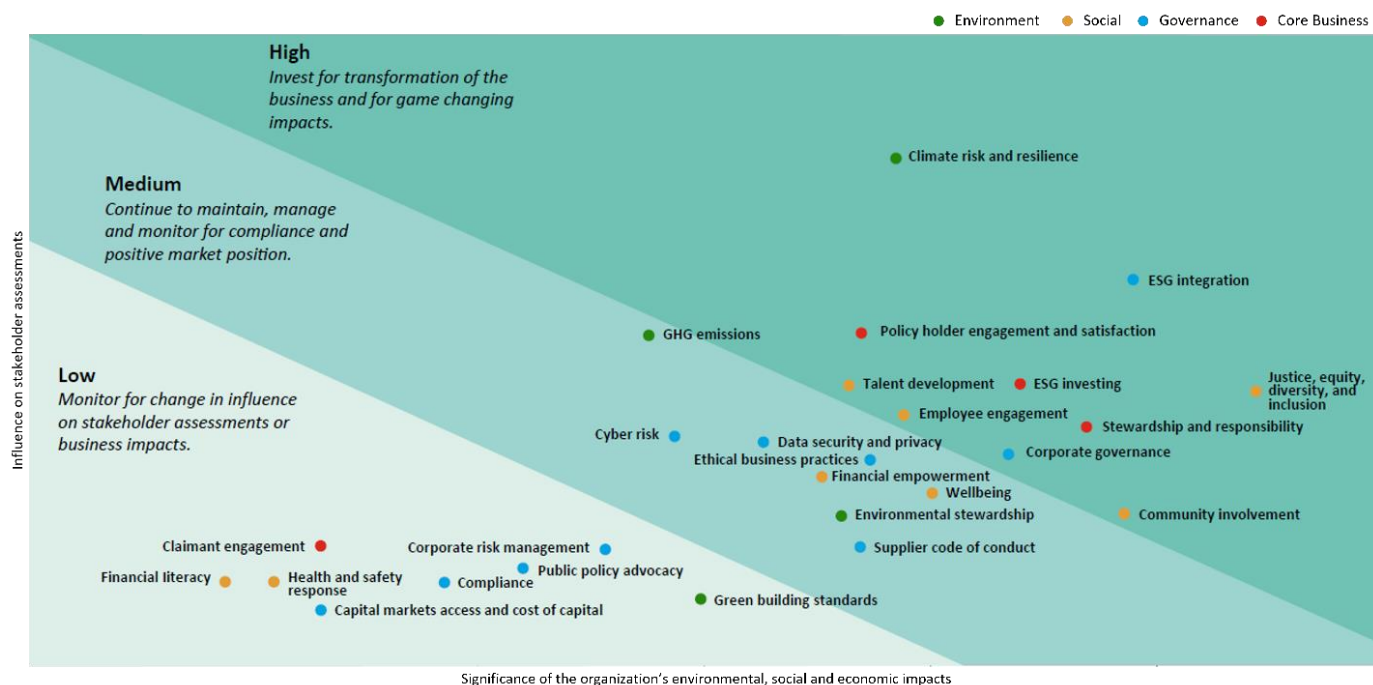 Environment
Social
Governance
Core Business
High
Invest for transformation of the
business and for game changing
impacts.
Climate risk and resilience
Medium
Continue to maintain, manage
and monitor for compliance and
positive market position.
ESG integration
GHG emissions
Policy holder engagement and satisfaction
Low
Monitor for change in influence
on stakeholder assessments or
business impacts.
Talent development
ESG investing
Justice, equity,
diversity, and
inclusion
Employee engagement
Stewardship and responsibility
Cyber risk
Data security and privacy
Corporate governance
Ethical business practices
Financial empowerment
Wellbeing
Environmental stewardship
Community involvement
Claimant engagement
Corporate risk management
Supplier code of conduct
Financial literacy
Health and safety
response
Compliance
Public policy advocacy
Capital markets access and cost of capital
Green building standards
Influence on stakeholder assessments
Significance of the organization's environmental, social and economic impacts